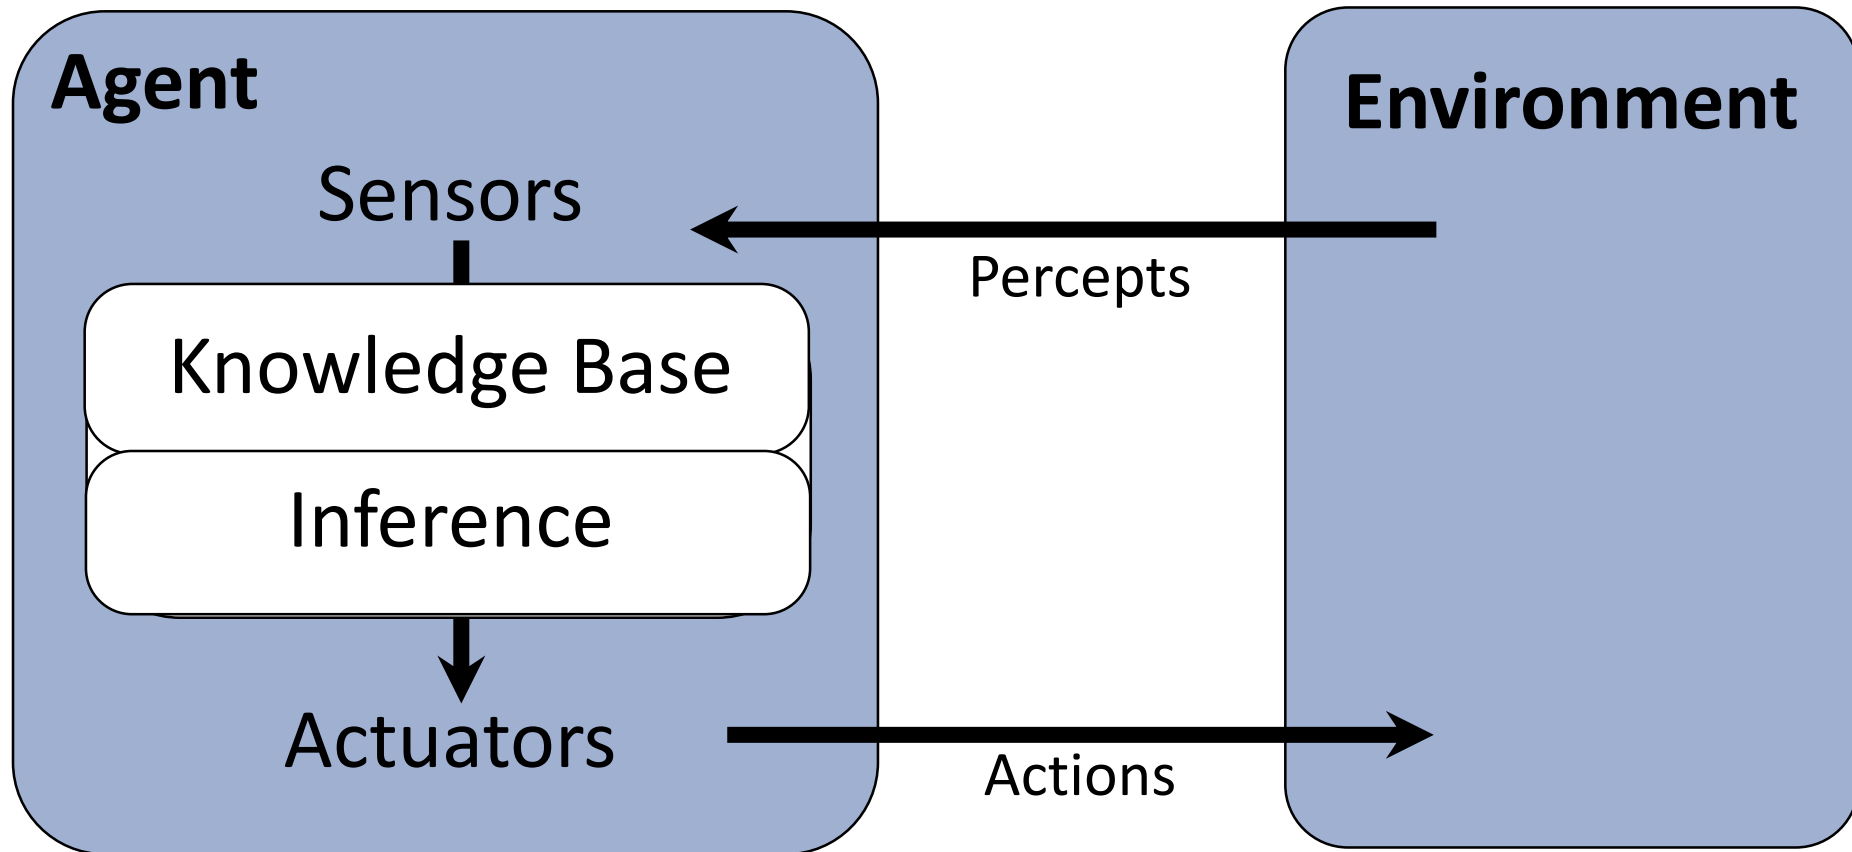 Agent
Environment
Sensors
Percepts
Knowledge Base
Inference
Actuators
Actions